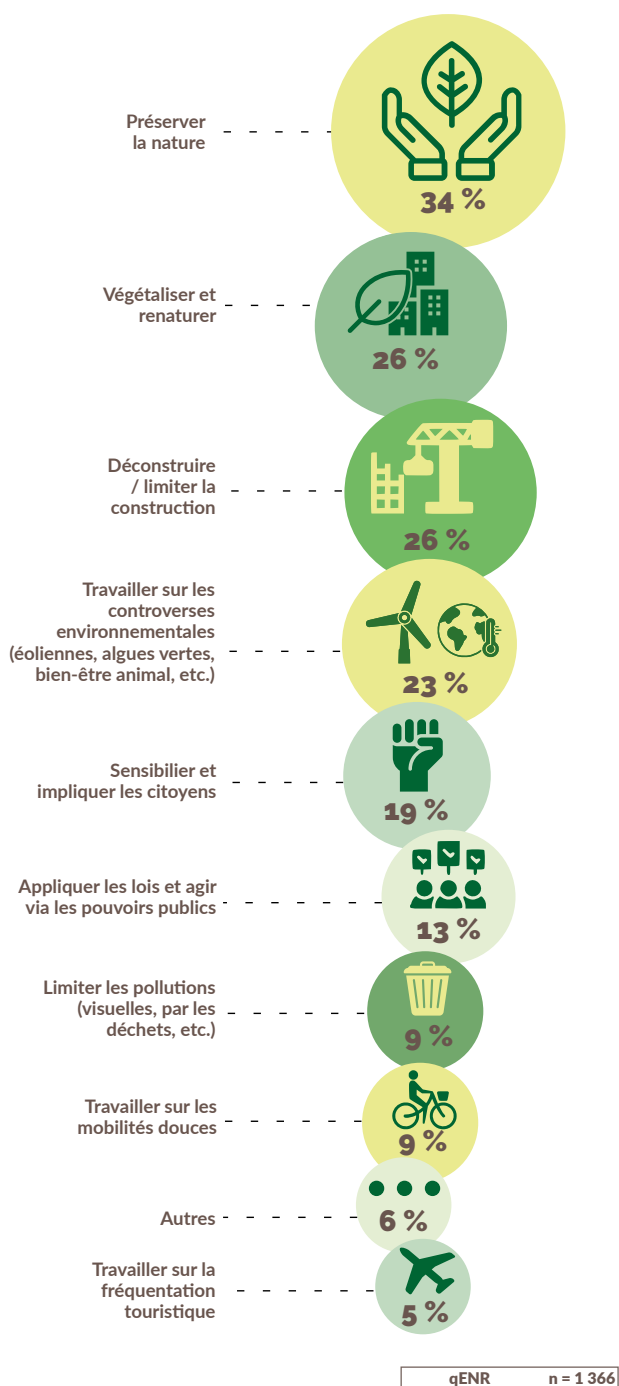 Préserver
la nature
34 %
Végétaliser et
renaturer
26 %
Déconstruire
/ limiter la
construction
26 %
Travailler sur les
controverses
environnementales
(éoliennes, algues vertes,
bien-être animal, etc.)
23 %
Sensibilier et
impliquer les citoyens
19 %
Appliquer les lois et agir
via les pouvoirs publics
13 %
Limiter les pollutions
(visuelles, par les
déchets, etc.)
9 %
Travailler sur les
mobilités douces
9 %
Autres
6 %
Travailler sur la
fréquentation
touristique
5 %
qENR n = 1 366